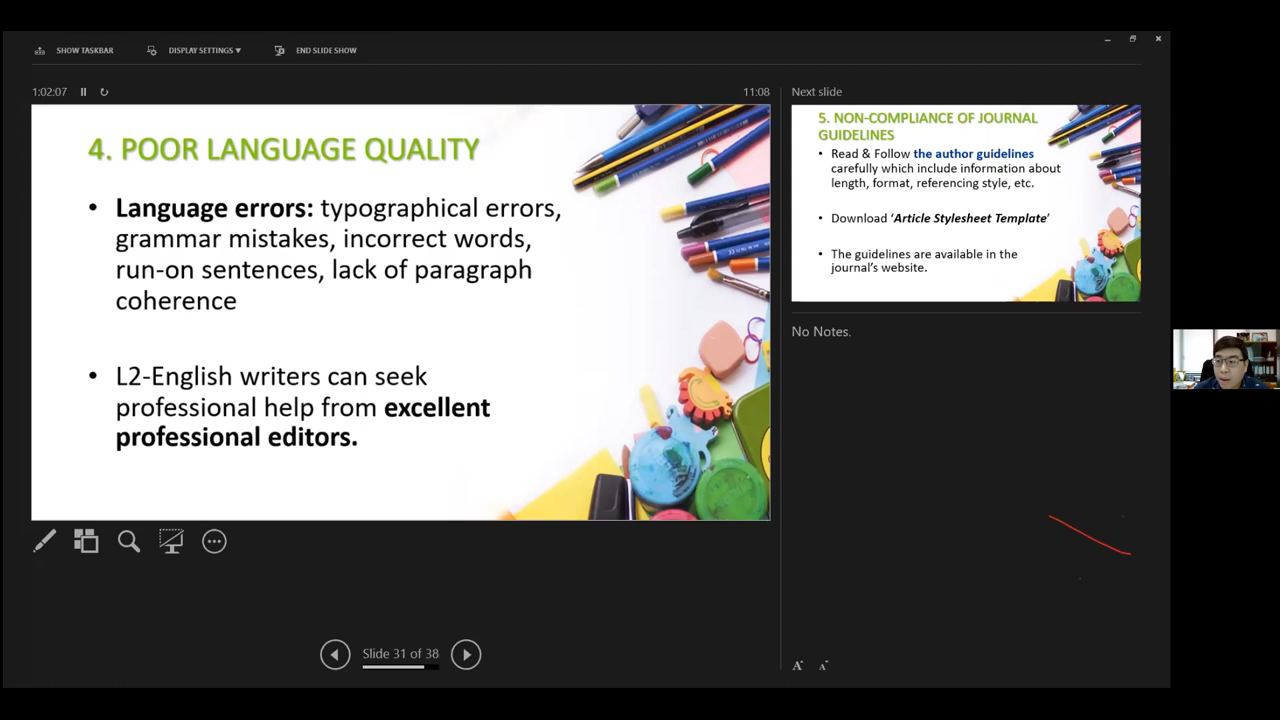 SHOW TASKBAR
DISPLAY SETTINGS ▾
END SLIDE SHOW
1:02:07
11:08
4. POOR LANGUAGE QUALITY
• Language errors: typographical errors,
grammar mistakes, incorrect words,
run-on sentences, lack of paragraph
coherence
• L2-English writers can seek
professional help from excellent
professional editors.
Slide 31 of 38
Next slide
5. NON-COMPLIANCE OF JOURNAL
GUIDELINES
• Read & Follow the author guidelines
carefully which include information about
length, format, referencing style, etc.
• Download ‘Article Stylesheet Template’
• The guidelines are available in the
journal’s website.
No Notes.
A A